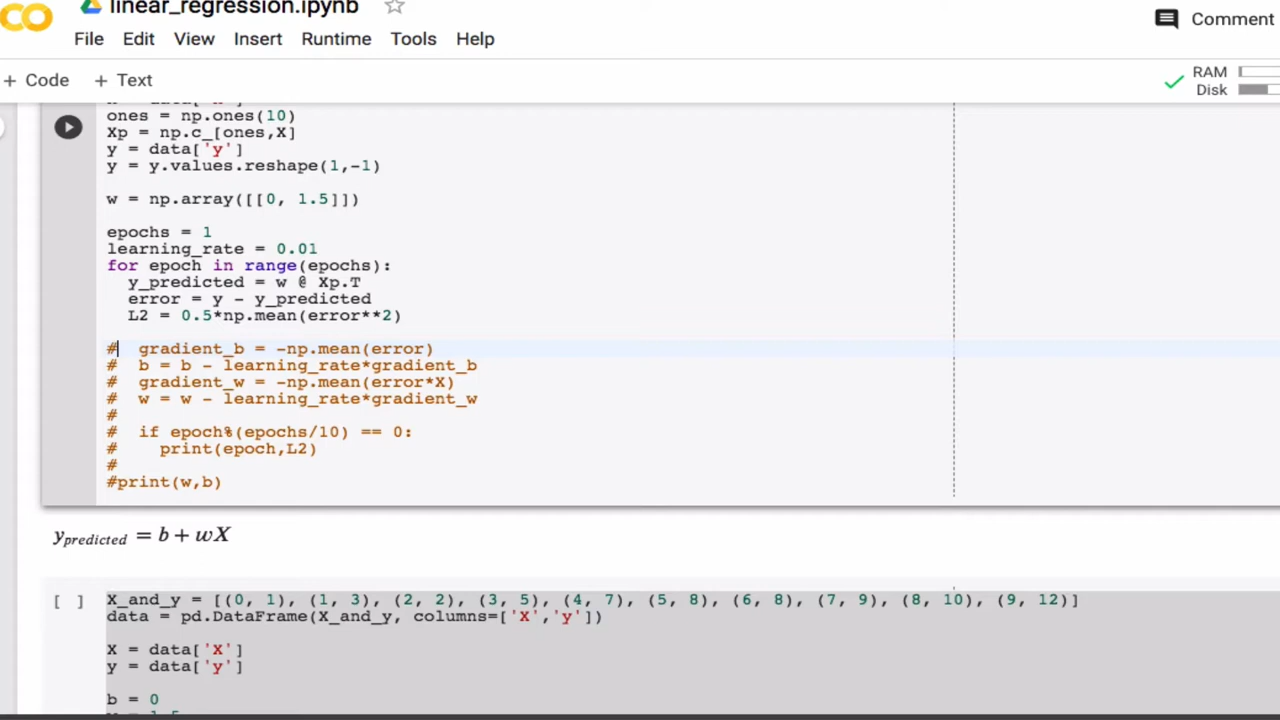 linear_regression.ipynb
Comment
File Edit View Insert Runtime Tools Help
+ Code + Text
RAM
Disk
ones = np.ones(10)
Xp = np.c_[ones,X]
y = data['y']
y = y.values.reshape(1,-1)
w = np.array([[0, 1.5]])
epochs = 1
learning_rate = 0.01
for epoch in range(epochs):
y_predicted = w @ Xp.T
error = y - y_predicted
L2 = 0.5*np.mean(error**2)
# gradient_b = -np.mean(error)
# b = b - learning_rate*gradient_b
# gradient_w = -np.mean(error*X)
# w = w - learning_rate*gradient_w
#
# if epoch%(epochs/10) == 0:
# print(epoch,L2)
#
#print(w,b)
y_predicted = b + wX
[ ] X_and_y = [(0, 1), (1, 3), (2, 2), (3, 5), (4, 7), (5, 8), (6, 8), (7, 9), (8, 10), (9, 12)]
data = pd.DataFrame(X_and_y, columns=['X','y'])
X = data['X']
y = data['y']
b = 0